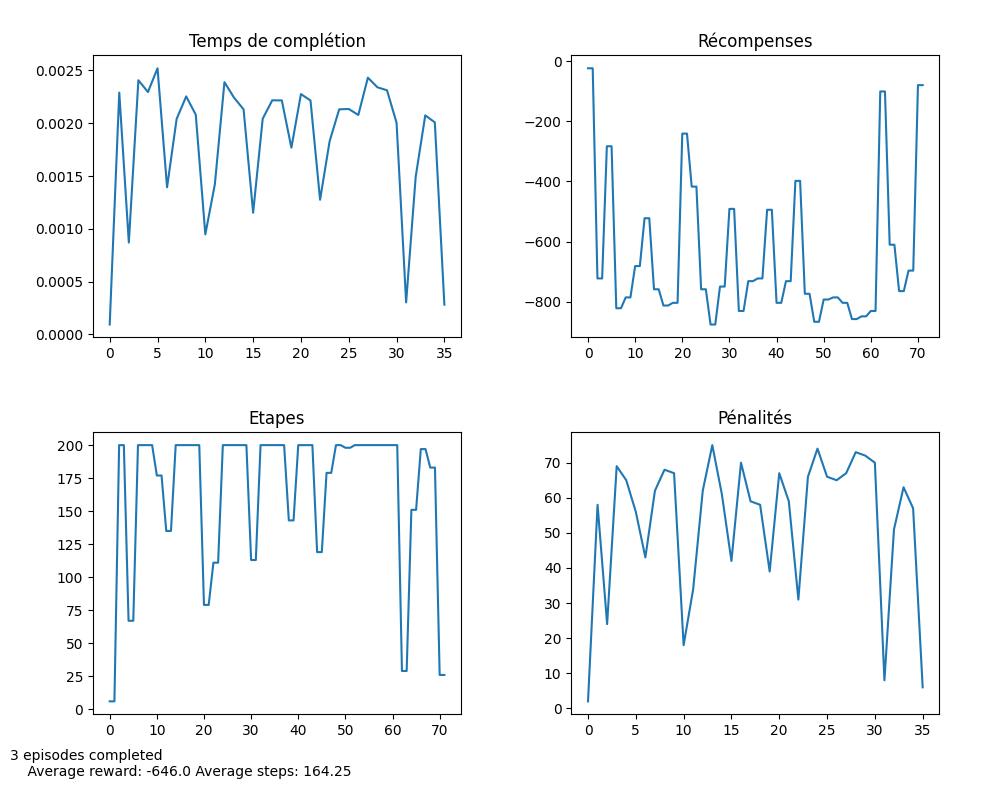 Temps de complétion
0.0025
0.0020
0.0015
0.0010
0.0005
0.0000
0 5 10 15 20 25 30 35
Récompenses
0
−200
−400
−600
−800
0 10 20 30 40 50 60 70
Etapes
200
175
150
125
100
75
50
25
0
0 10 20 30 40 50 60 70
Pénalités
70
60
50
40
30
20
10
0
0 5 10 15 20 25 30 35
3 episodes completed
Average reward: -646.0 Average steps: 164.25